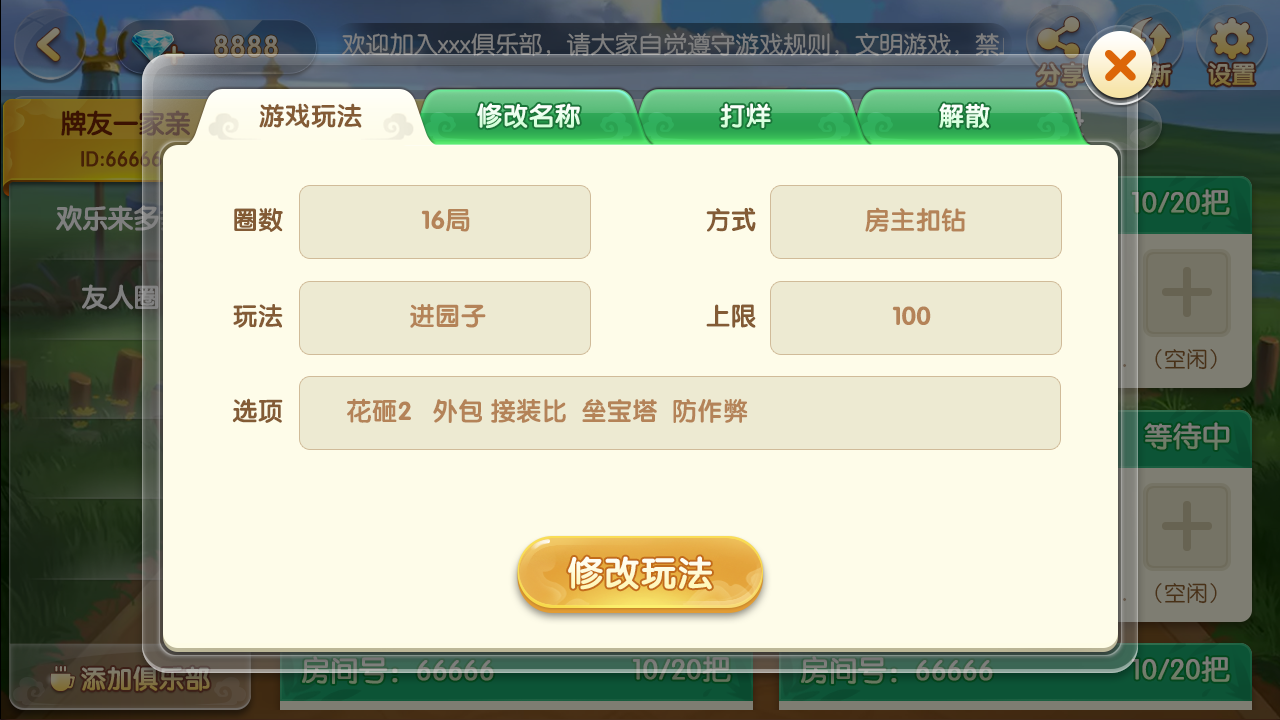 8888
欢迎加入xxx俱乐部，请大家自觉遵守游戏规则，文明游戏，禁
分享
新
设置
牌友一家亲
ID:66666
游戏玩法
修改名称
打烊
解散
欢乐来多
友人圈
圈数
16局
方式
房主扣钻
玩法
进园子
上限
100
选项
花砸2 外包 接装比 垒宝塔 防作弊
修改玩法
10/20把
（空闲）
等待中
（空闲）
添加俱乐部
房间号：66666
10/20把
房间号：66666
10/20把